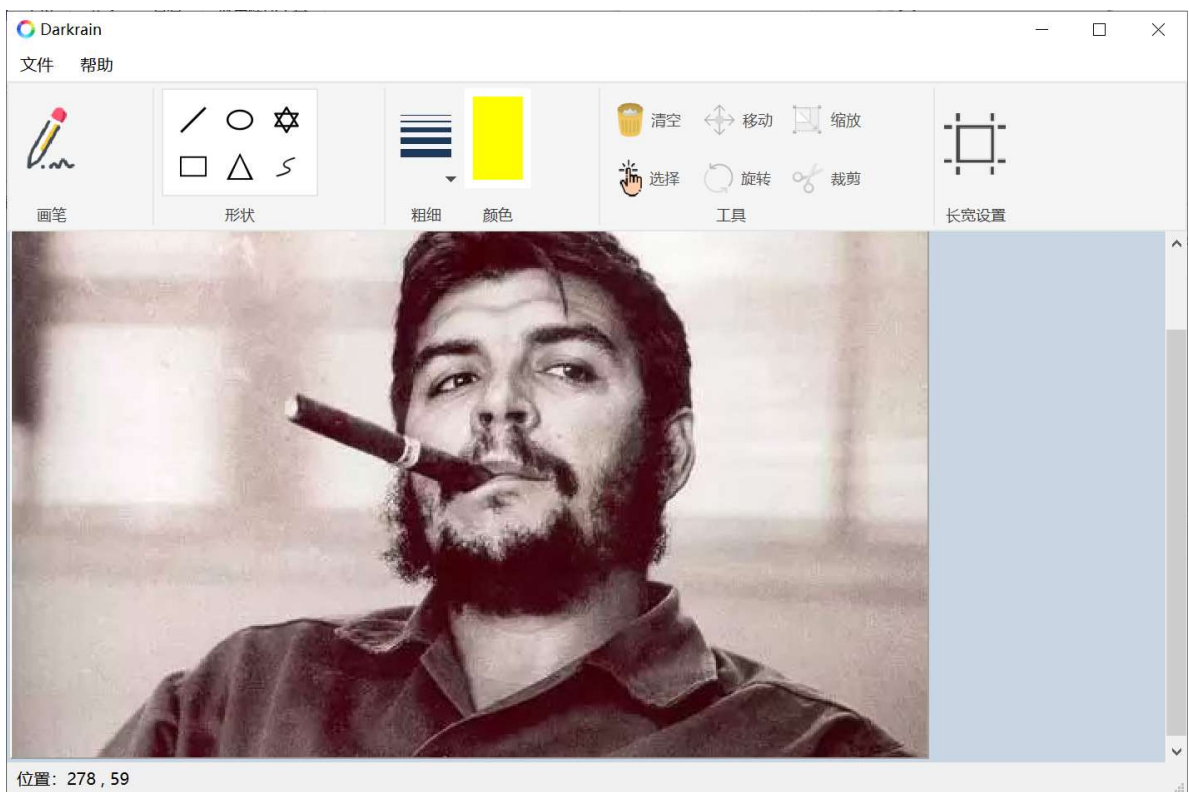 Darkrain
文件 帮助
清空 移动 缩放
选择 旋转 裁剪
画笔 形状 粗细 颜色 工具 长宽设置
位置: 278 , 59